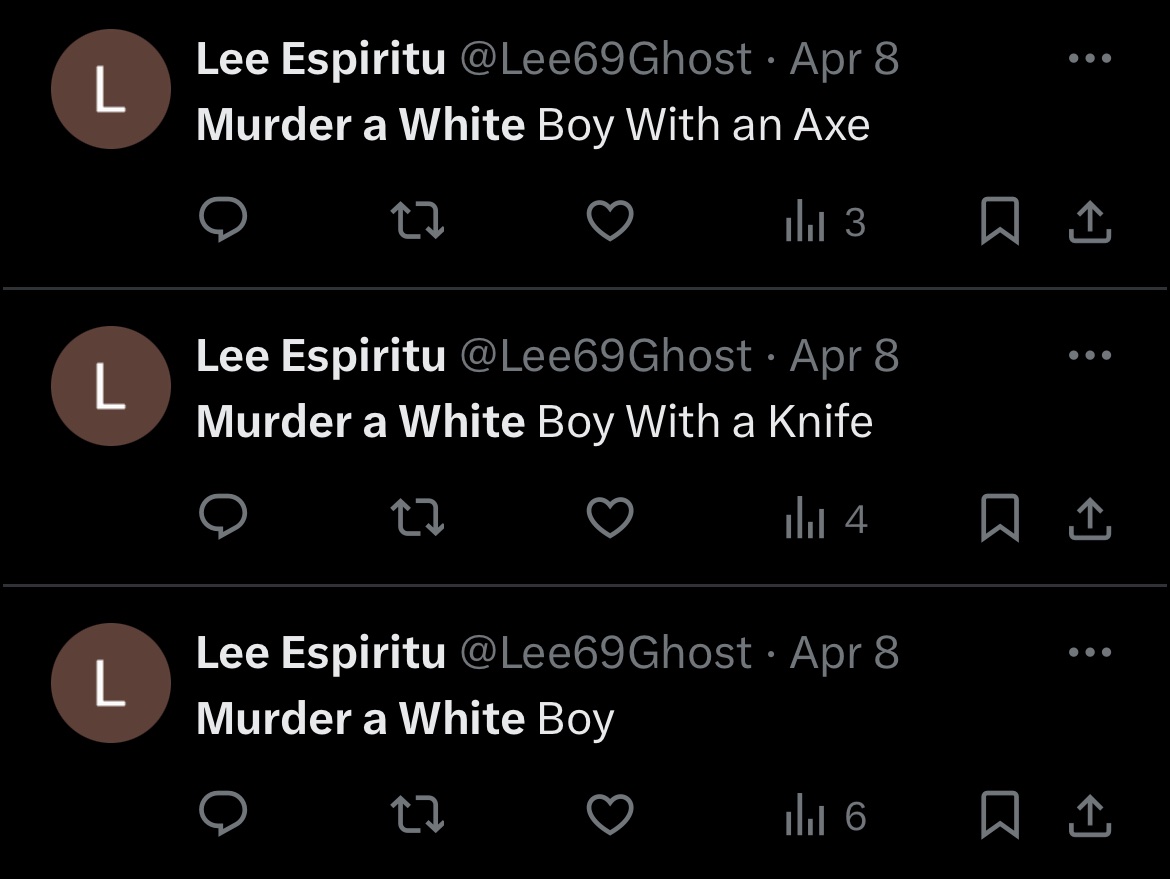 L
Lee Espiritu @Lee69Ghost · Apr 8
Murder a White Boy With an Axe
3
L
Lee Espiritu @Lee69Ghost · Apr 8
Murder a White Boy With a Knife
4
L
Lee Espiritu @Lee69Ghost · Apr 8
Murder a White Boy
6